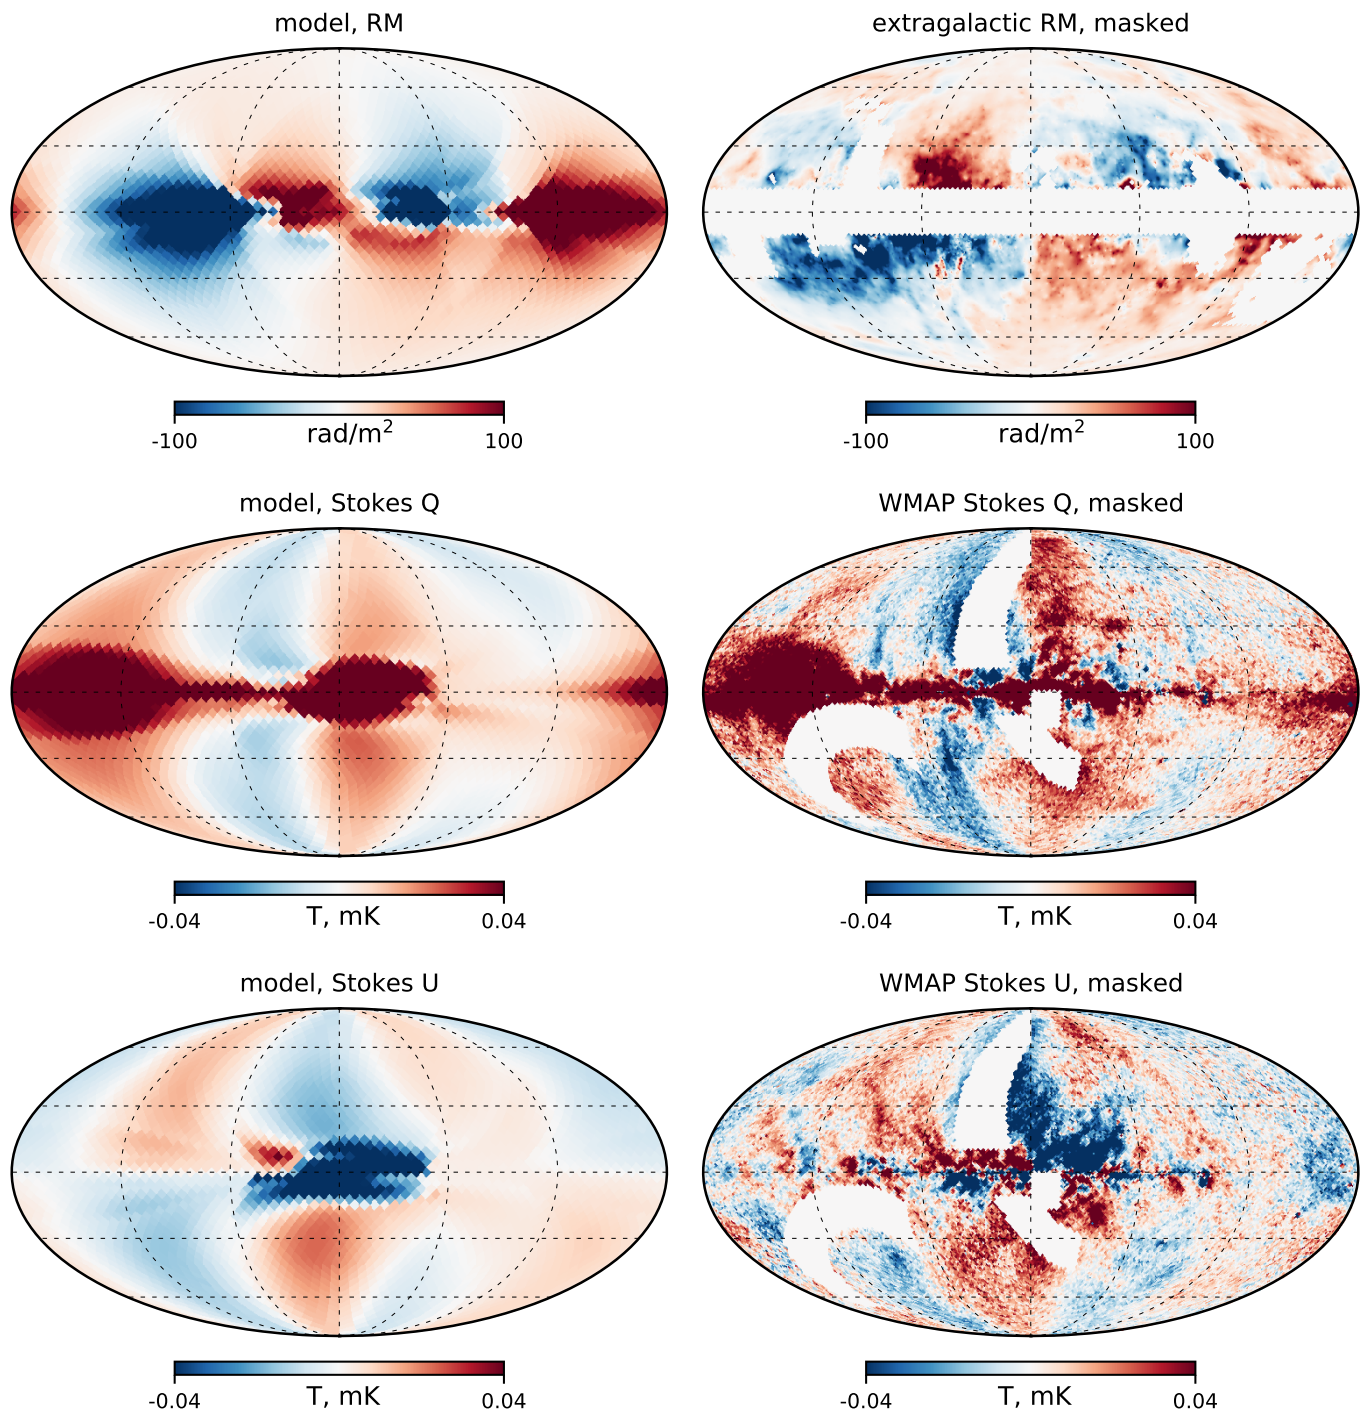 model, RM
extragalactic RM, masked
-100 rad/m² 100
-100 rad/m² 100
model, Stokes Q
WMAP Stokes Q, masked
-0.04 T, mK 0.04
-0.04 T, mK 0.04
model, Stokes U
WMAP Stokes U, masked
-0.04 T, mK 0.04
-0.04 T, mK 0.04